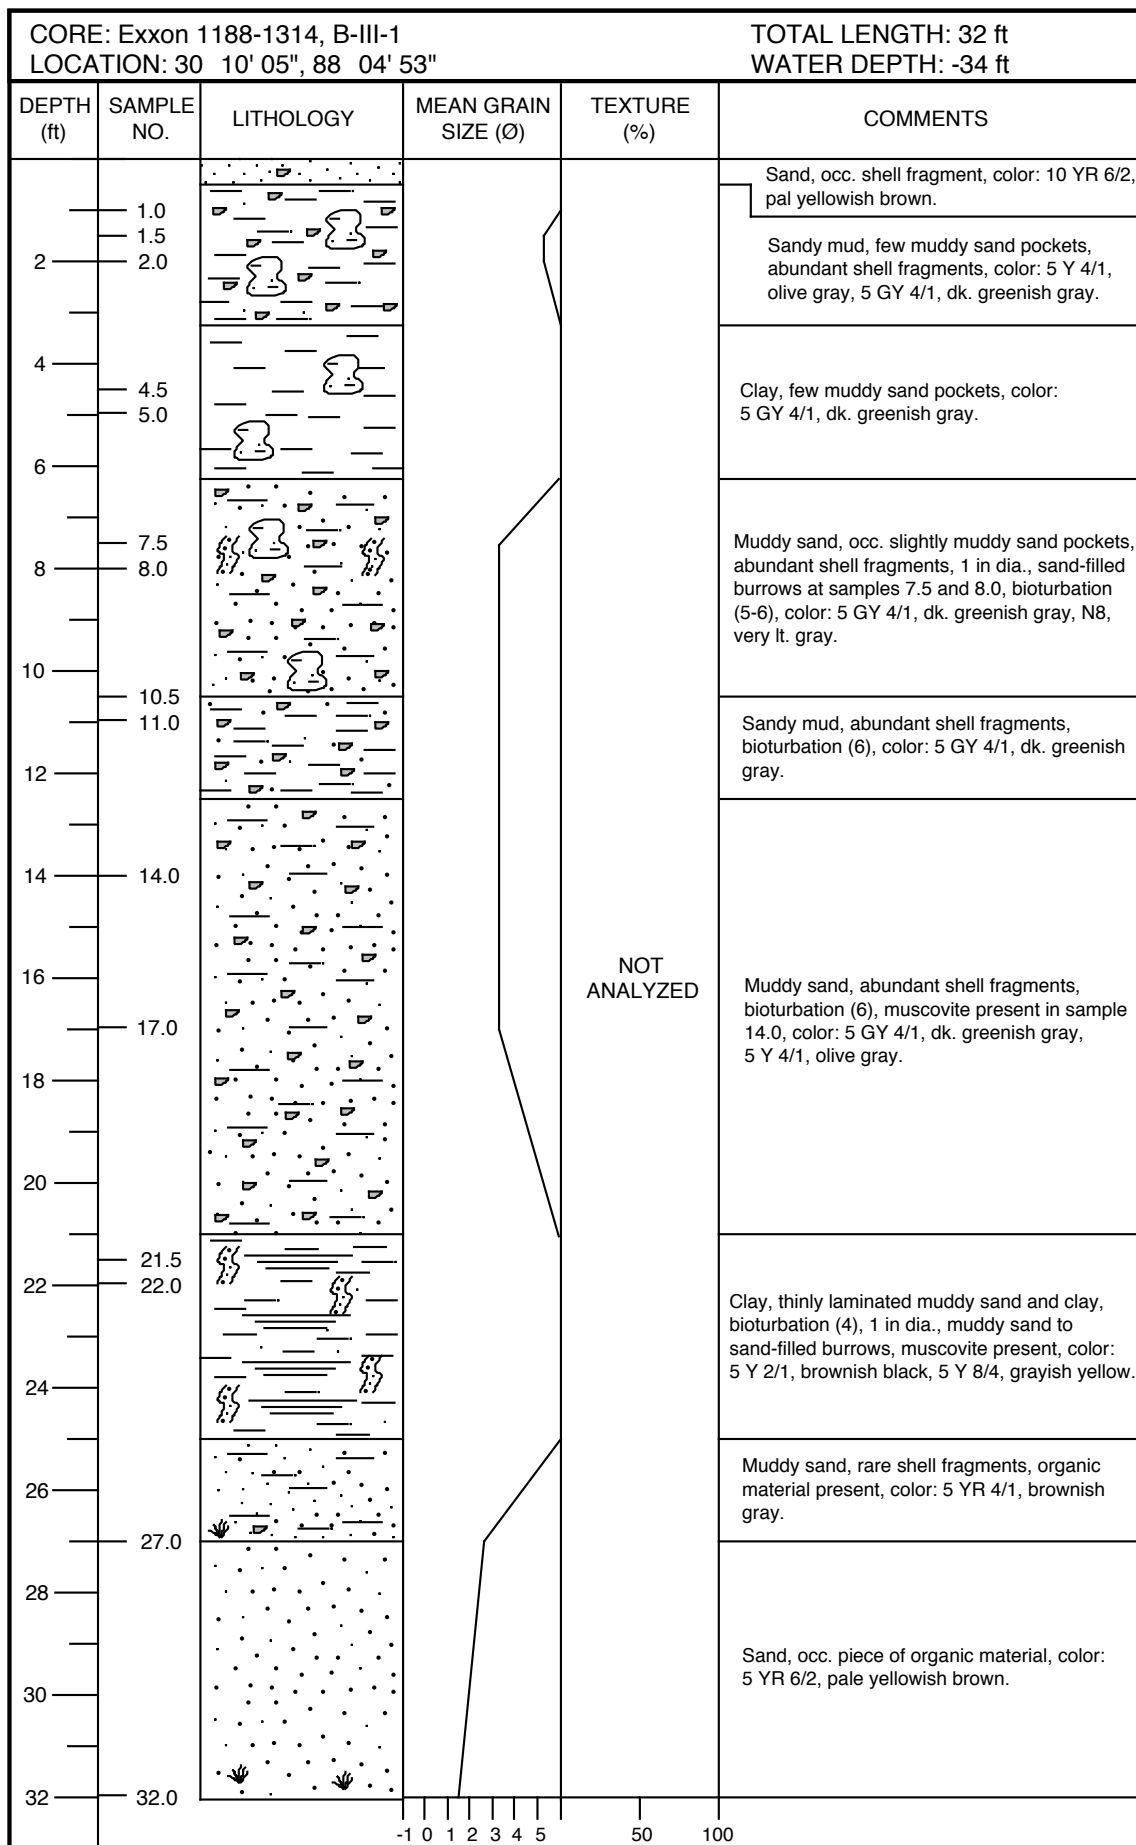 CORE: Exxon 1188-1314, B-III-1
TOTAL LENGTH: 32 ft
LOCATION: 30 10' 05", 88 04' 53"
WATER DEPTH: -34 ft
DEPTH
(ft)
SAMPLE
NO.
LITHOLOGY
MEAN GRAIN
SIZE (Ø)
TEXTURE
(%)
COMMENTS
2
4
6
8
10
12
14
16
18
20
22
24
26
28
30
32
1.0
1.5
2.0
4.5
5.0
7.5
8.0
10.5
11.0
14.0
17.0
21.5
22.0
27.0
32.0
-1 0 1 2 3 4 5
NOT
ANALYZED
50 100
Sand, occ. shell fragment, color: 10 YR 6/2,
pal yellowish brown.
Sandy mud, few muddy sand pockets,
abundant shell fragments, color: 5 Y 4/1,
olive gray, 5 GY 4/1, dk. greenish gray.
Clay, few muddy sand pockets, color:
5 GY 4/1, dk. greenish gray.
Muddy sand, occ. slightly muddy sand pockets,
abundant shell fragments, 1 in dia., sand-filled
burrows at samples 7.5 and 8.0, bioturbation
(5-6), color: 5 GY 4/1, dk. greenish gray, N8,
very lt. gray.
Sandy mud, abundant shell fragments,
bioturbation (6), color: 5 GY 4/1, dk. greenish
gray.
Muddy sand, abundant shell fragments,
bioturbation (6), muscovite present in sample
14.0, color: 5 GY 4/1, dk. greenish gray,
5 Y 4/1, olive gray.
Clay, thinly laminated muddy sand and clay,
bioturbation (4), 1 in dia., muddy sand to
sand-filled burrows, muscovite present, color:
5 Y 2/1, brownish black, 5 Y 8/4, grayish yellow.
Muddy sand, rare shell fragments, organic
material present, color: 5 YR 4/1, brownish
gray.
Sand, occ. piece of organic material, color:
5 YR 6/2, pale yellowish brown.